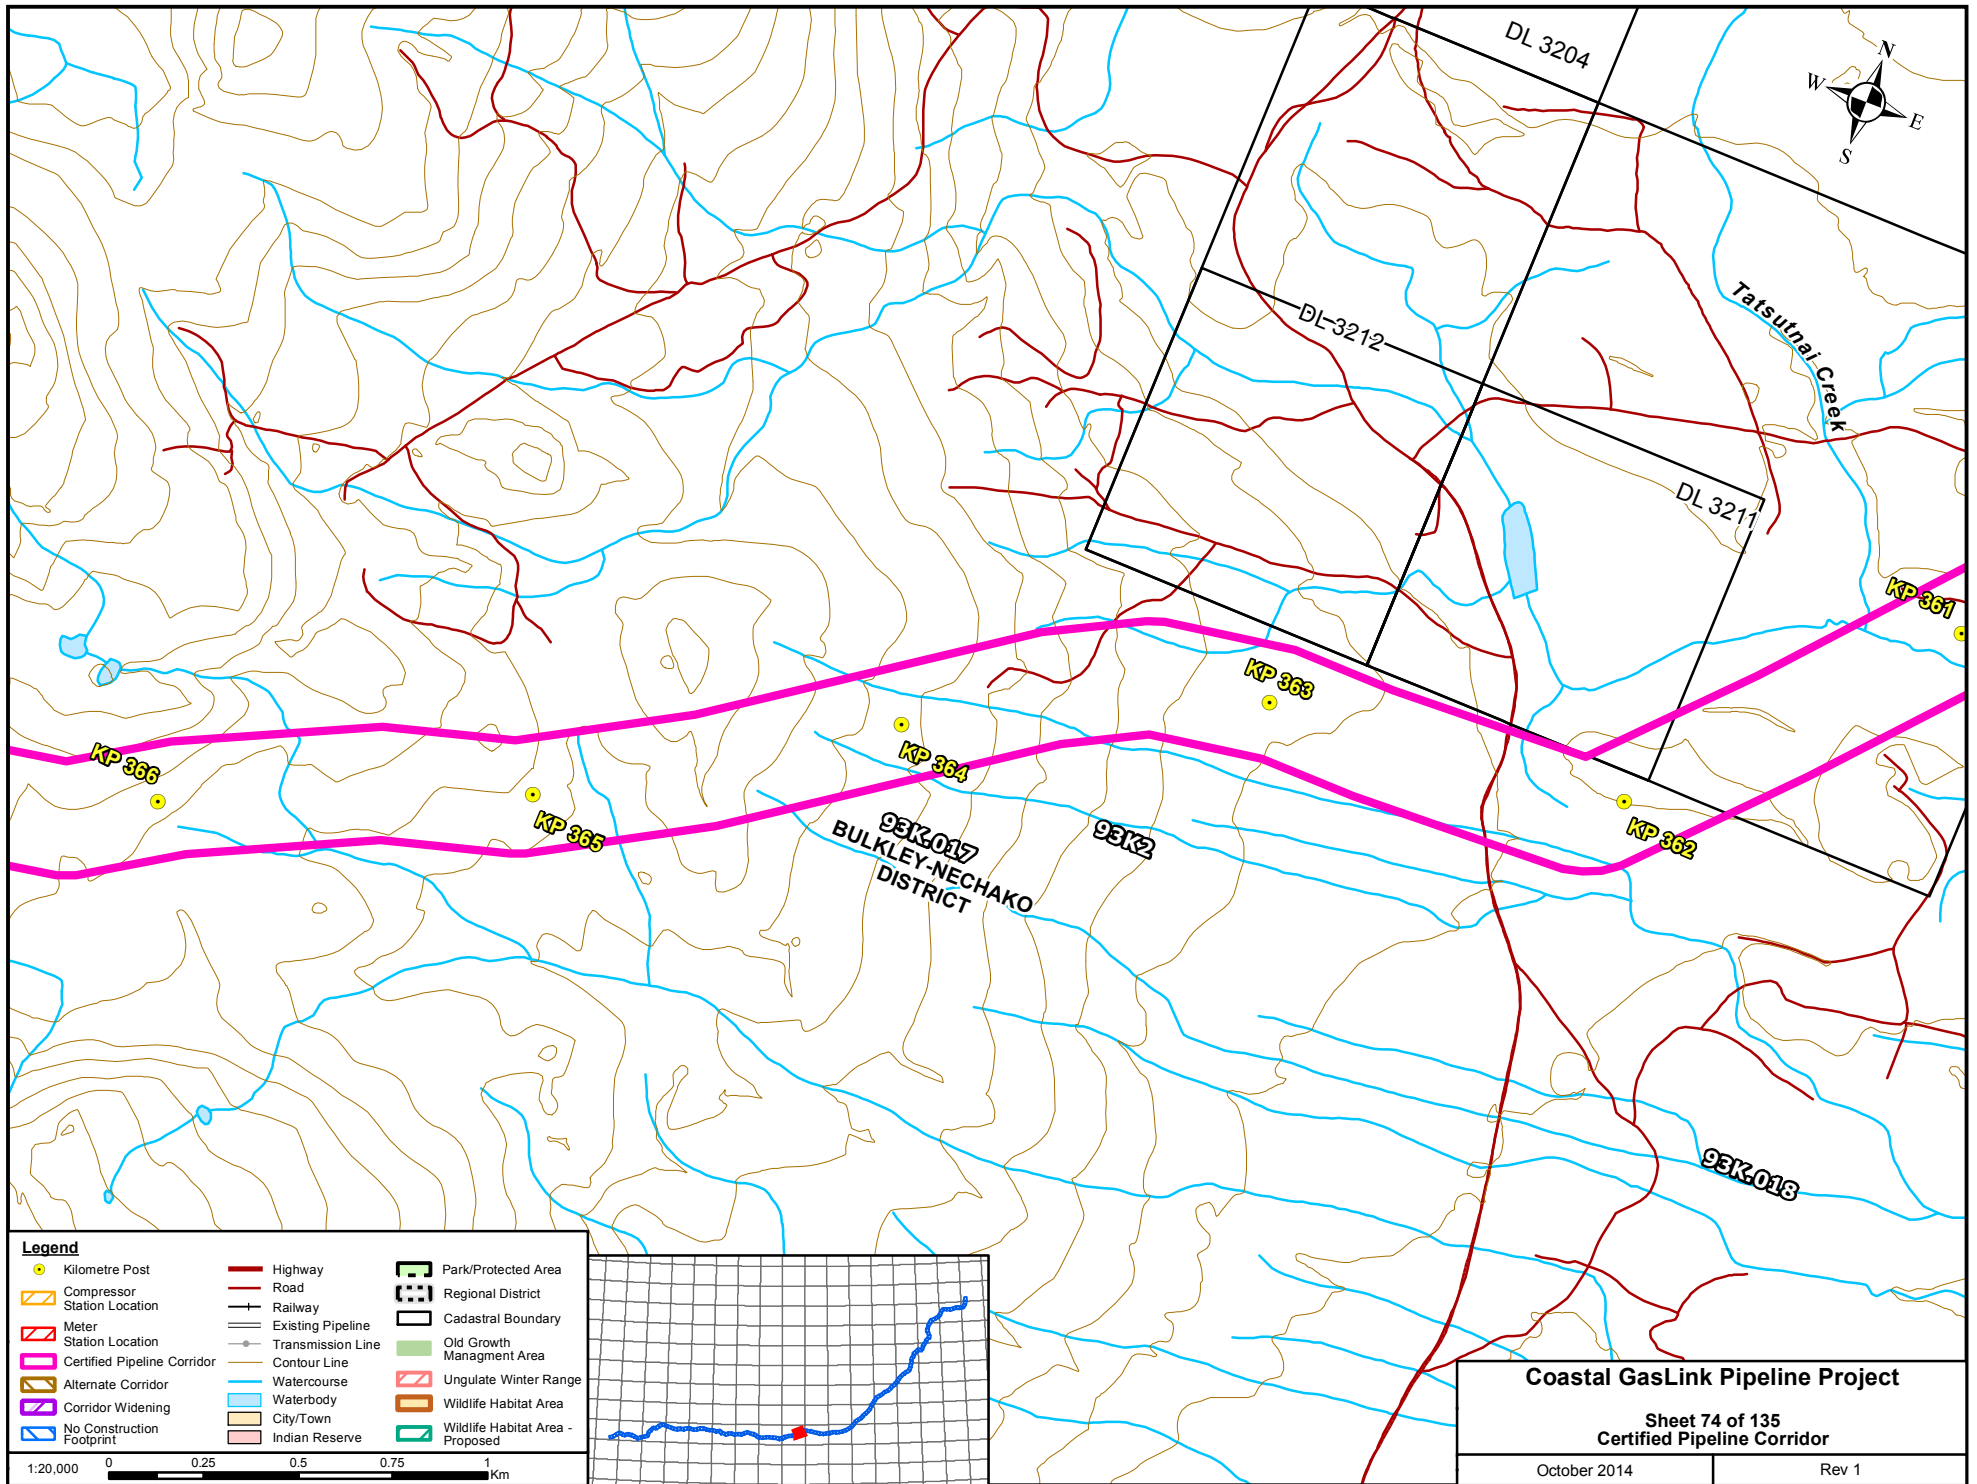 DL 3204
N
W
E
S
Tatsutnai Creek
DL 3212
DL 3211
KP 361
KP 363
KP 364
KP 366
KP 365
KP 362
93K.017
93K2
BULKLEY-NECHAKO
DISTRICT
93K.018
Legend
Kilometre Post
Compressor
Station Location
Meter
Station Location
Certified Pipeline Corridor
Alternate Corridor
Corridor Widening
No Construction
Footprint
Highway
Road
Railway
Existing Pipeline
Transmission Line
Contour Line
Watercourse
Waterbody
City/Town
Indian Reserve
Park/Protected Area
Regional District
Cadastral Boundary
Old Growth
Managment Area
Ungulate Winter Range
Wildlife Habitat Area
Wildlife Habitat Area -
Proposed
1:20,000
0 0.25 0.5 0.75 1
Km
Coastal GasLink Pipeline Project
Sheet 74 of 135
Certified Pipeline Corridor
October 2014
Rev 1